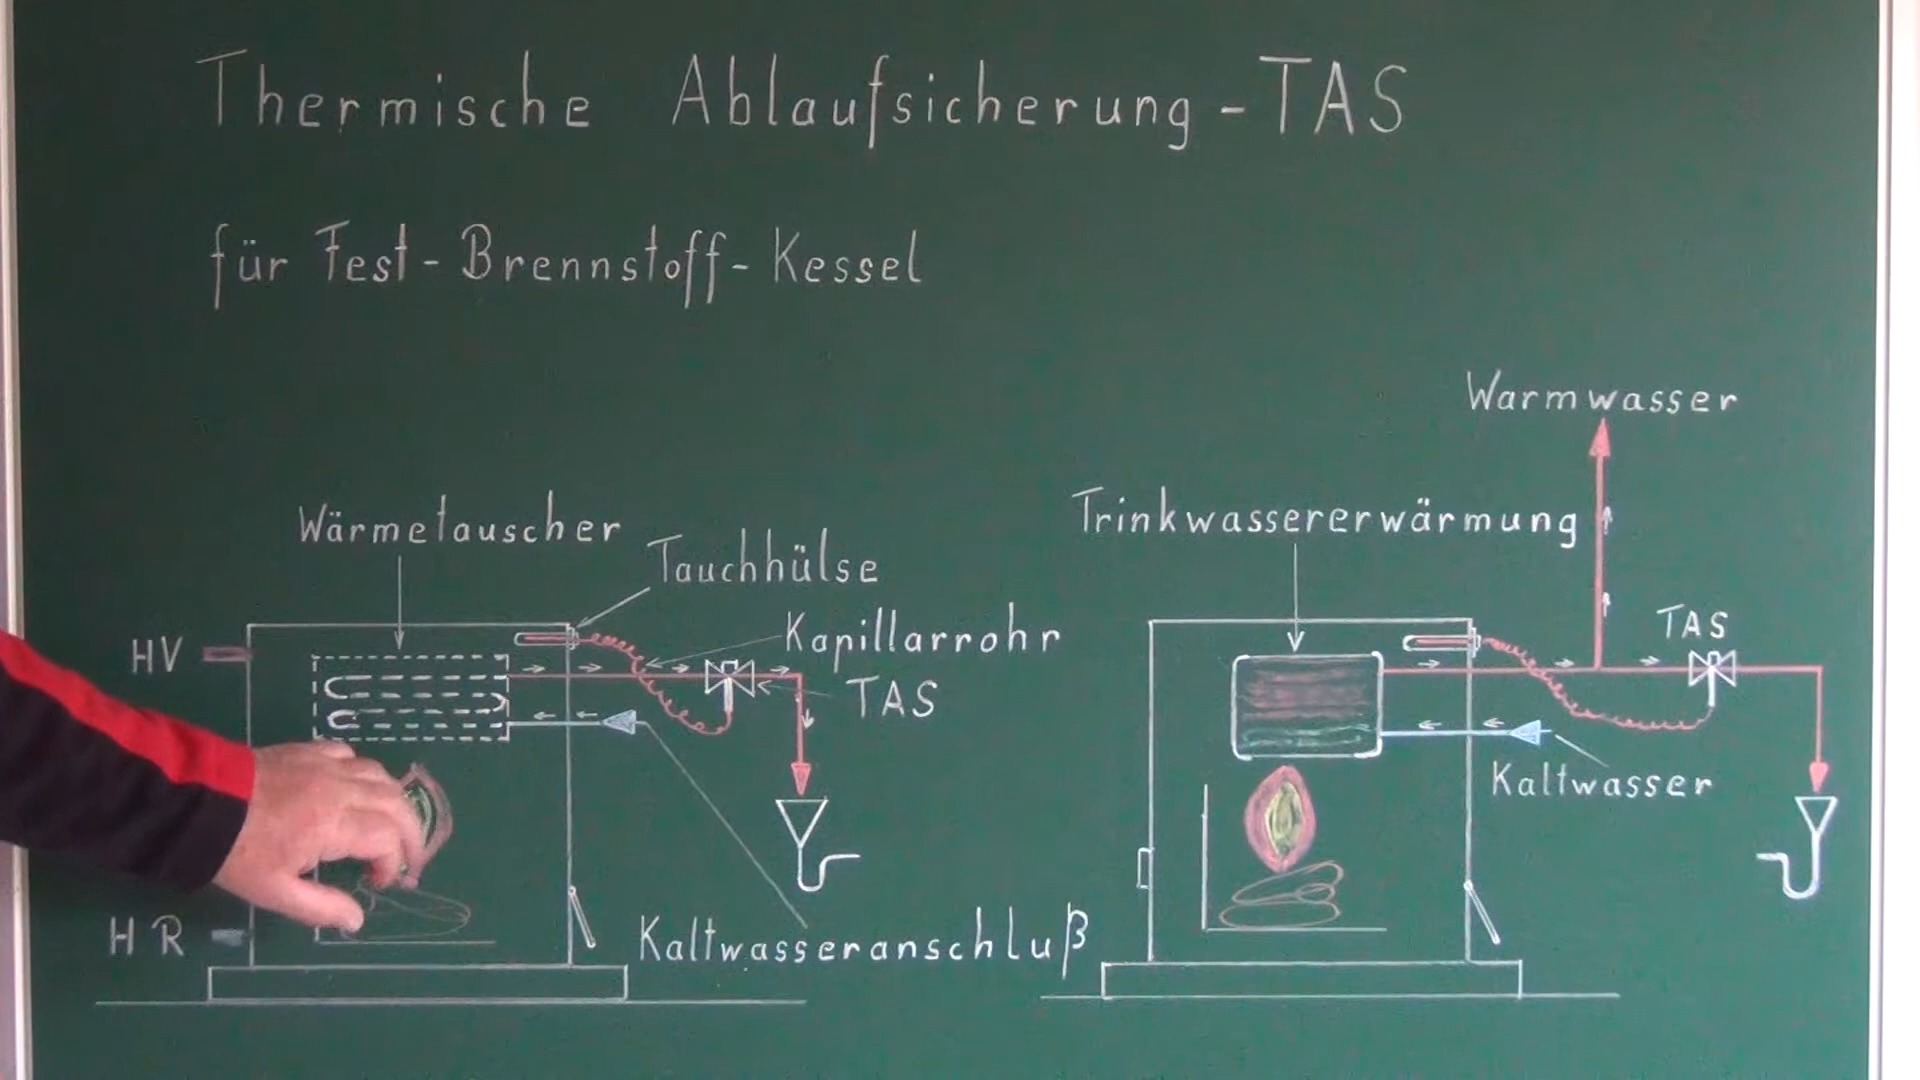 Thermische Ablaufsicherung - TAS
für Fest - Brennstoff - Kessel
Warmwasser
Wärmetauscher
Trinkwassererwärmung
Tauchhülse
Kapillarrohr
TAS
HV
TAS
Kaltwasser
HR
Kaltwasseranschluß